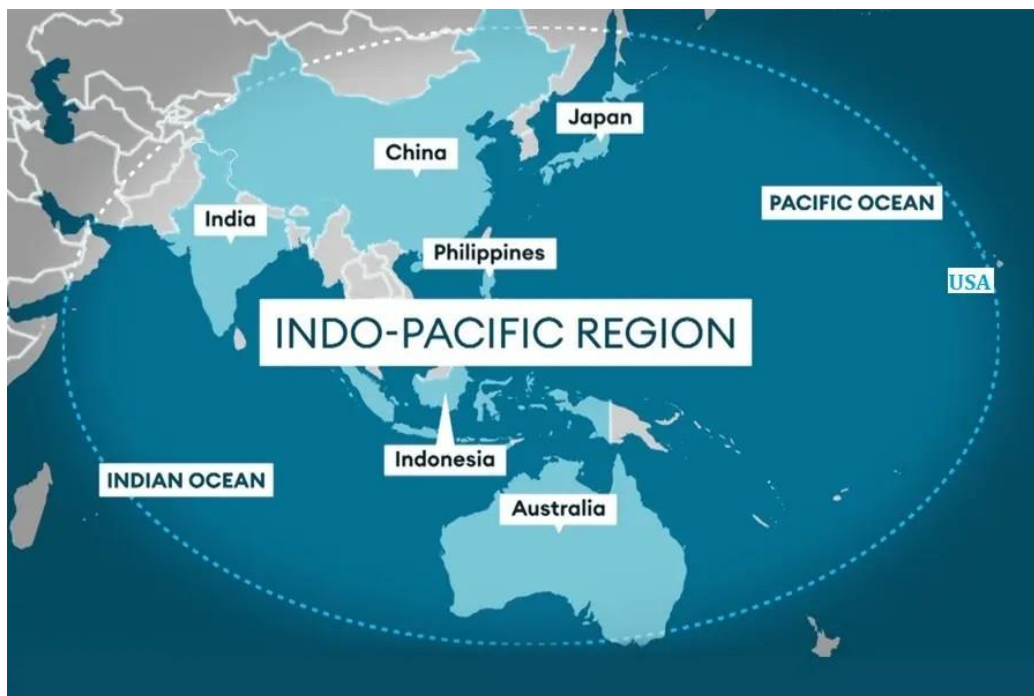 Japan
China
PACIFIC OCEAN
India
Philippines
USA
INDO-PACIFIC REGION
Indonesia
INDIAN OCEAN
Australia